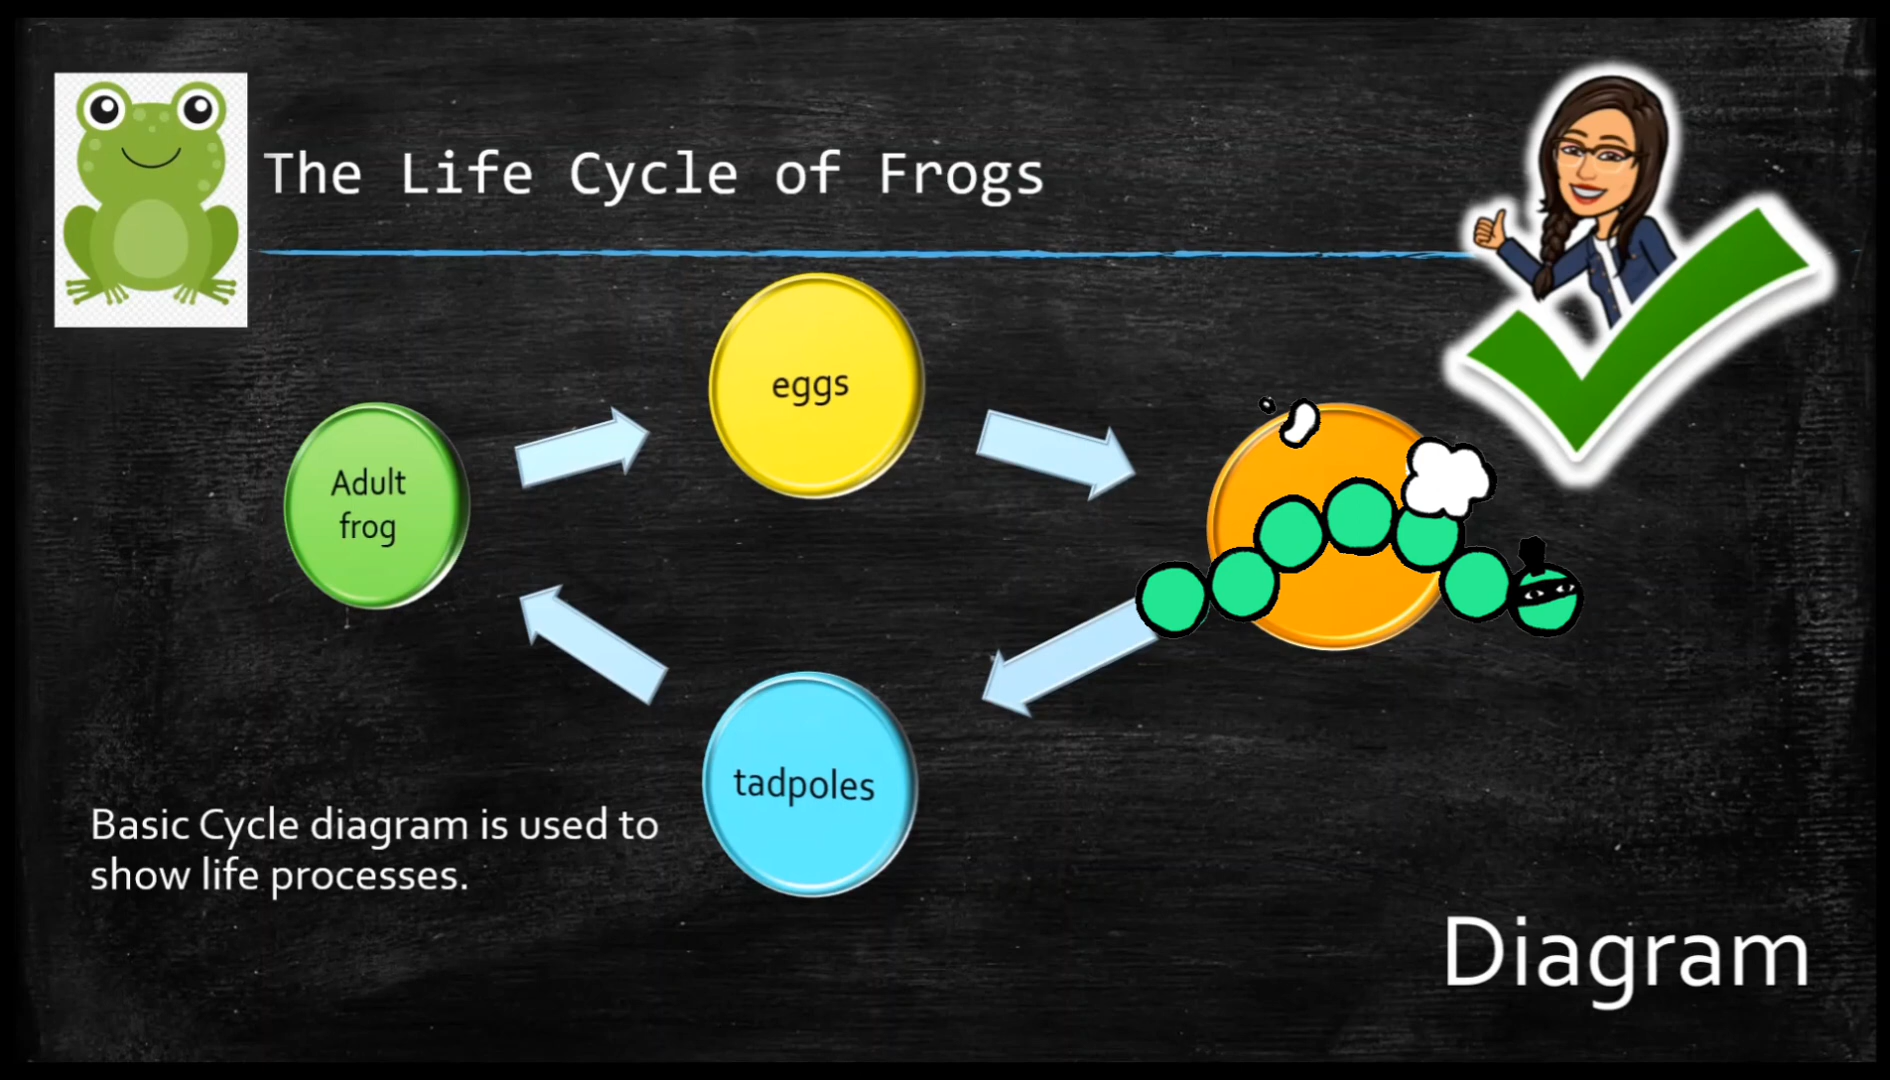 The Life Cycle of Frogs
eggs
Adult
frog
tadpoles
Basic Cycle diagram is used to
show life processes.
Diagram